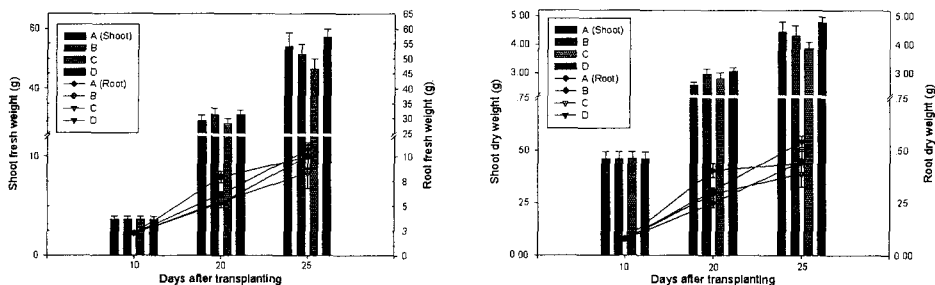 Shoot fresh weight (g)
60
40
10
0
A (Shoot)
B
C
D
A (Root)
B
C
D
65
60
55
50
45
40
35
30
25
10
8
5
2
0
Root fresh weight (g)
10
20
25
Days after transplanting
Shoot dry weight (g)
5 00
4 00
3 00
75
50
25
0 00
A (Shoot)
B
C
D
A (Root)
B
C
D
5 00
4 00
3 00
75
50
25
0 00
Root dry weight (g)
10
20
25
Days after transplanting